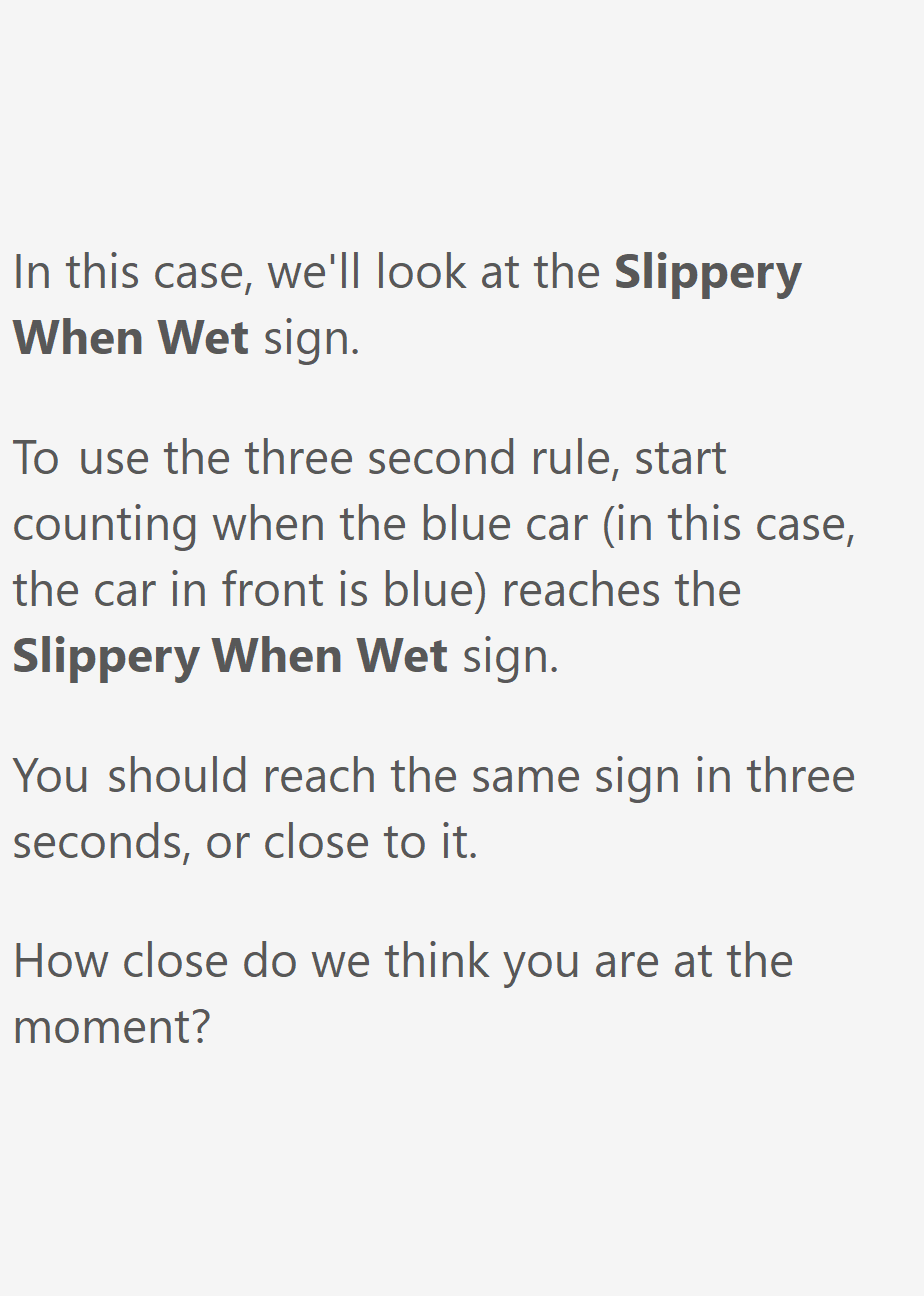 In this case, we'll look at the Slippery
When Wet sign.
To use the three second rule, start
counting when the blue car (in this case,
the car in front is blue) reaches the
Slippery When Wet sign.
You should reach the same sign in three
seconds, or close to it.
How close do we think you are at the
moment?